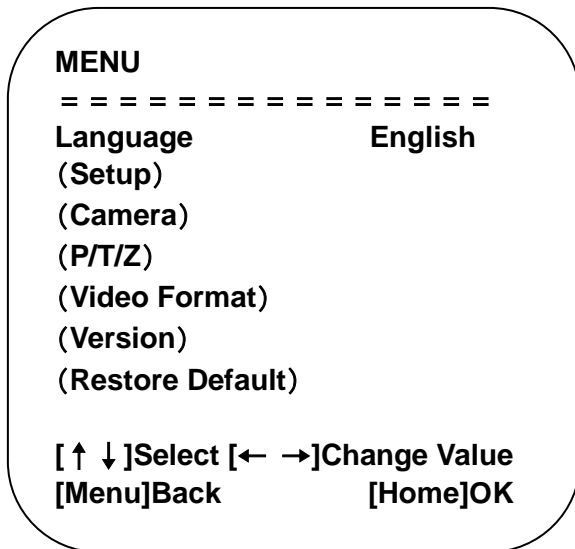 MENU
= = = = = = = = = = = = = = =
Language English
（Setup）
（Camera）
（P/T/Z）
（Video Format）
（Version）
（Restore Default）
[↑ ↓]Select [← →]Change Value
[Menu]Back [Home]OK